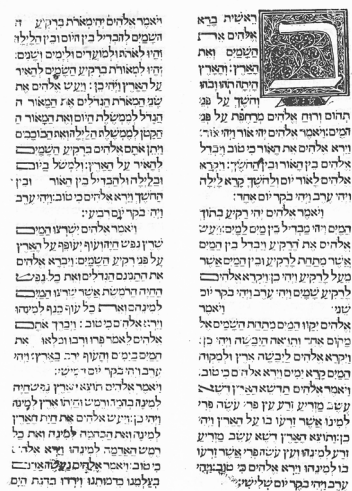 ראשית ברא
אלהים את
השמים ואת
הארץ: והארץ
היתה תהו ובהו
וחשך על פני
תהום ורוח אלהים מרחפת על פני
המים: ויאמר אלהים יהי אור ויהי אור:
וירא אלהים את האור כי טוב ויבדל
אלהים בין האור ובין החשך: ויקרא
אלהים לאור יום ולחשך קרא לילה
ויהי ערב ויהי בקר יום אחד:
ויאמר אלהים יהי רקיע בתוך
המים ויהי מבדיל בין מים למים: ויעש
אלהים את הרקיע ויבדל בין המים
אשר מתחת לרקיע ובין המים אשר
מעל לרקיע ויהי כן: ויקרא אלהים
לרקיע שמים ויהי ערב ויהי בקר יום
שני: ויאמר
אלהים יקוו המים מתחת השמים אל
מקום אחד ותראה היבשה ויהי כן:
ויקרא אלהים ליבשה ארץ ולמקוה
המים קרא ימים וירא אלהים כי טוב:
ויאמר אלהים תדשא הארץ דשא
עשב מזריע זרע עץ פרי עשה פרי
למינו אשר זרעו בו על הארץ ויהי
כן: ותוצא הארץ דשא עשב מזריע
זרע למינהו ועץ עשה פרי אשר זרעו
בו למינהו וירא אלהים כי טוב: ויהי
ערב ויהי בקר יום שלישי:
ויאמר אלהים יהי מארת ברקיע
השמים להבדיל בין היום ובין הלילה
והיו לאתת ולמועדים ולימים ושנים:
והיו למאורת ברקיע השמים להאיר
על הארץ ויהי כן: ויעש אלהים את
שני המארת הגדלים את המאור
הגדל לממשלת היום ואת המאור
הקטן לממשלת הלילה ואת הכוכבים
ויתן אתם אלהים ברקיע השמים
להאיר על הארץ: ולמשל ביום
ובלילה ולהבדיל בין האור ובין
החשך וירא אלהים כי טוב: ויהי ערב
ויהי בקר יום רביעי:
ויאמר אלהים ישרצו המים
שרץ נפש חיה ועוף יעופף על הארץ
על פני רקיע השמים: ויברא אלהים
את התנינם הגדלים ואת כל נפש
החיה הרמשת אשר שרצו המים
למינהם ואת כל עוף כנף למינהו
וירא אלהים כי טוב: ויברך אתם
אלהים לאמר פרו ורבו ומלאו את
המים בימים והעוף ירב בארץ: ויהי
ערב ויהי בקר יום חמישי:
ויאמר אלהים תוצא הארץ נפש חיה
למינה בהמה ורמש וחיתו ארץ למינה
ויהי כן: ויעש אלהים את חית הארץ
למינה ואת הבהמה למינה ואת כל
רמש האדמה למינהו וירא אלהים
כי טוב: ויאמר אלהים נעשה אדם
בצלמנו כדמותנו וירדו בדגת הים